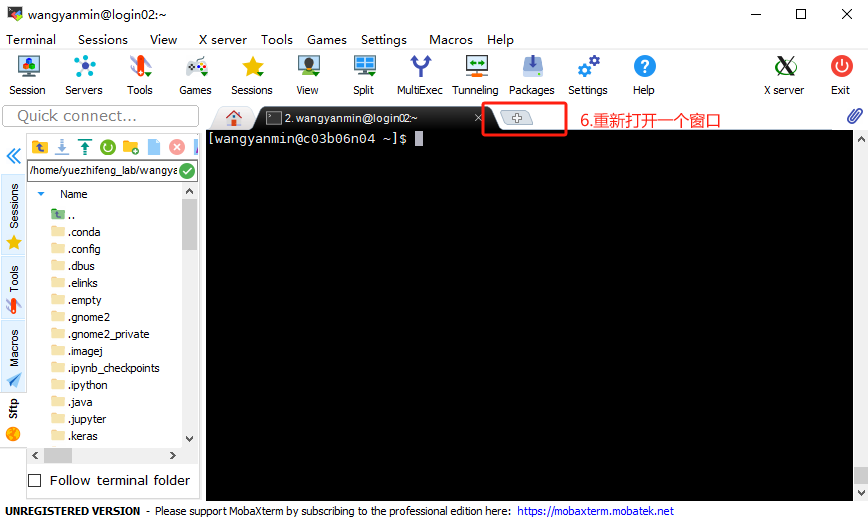 wangyanmin@login02:~
Terminal Sessions View X server Tools Games Settings Macros Help
Session Servers Tools Games Sessions View Split MultiExec Tunneling Packages Settings Help X server Exit
Quick connect...
2. wangyanmin@login02:~
6.重新打开一个窗口
[wangyanmin@c03b06n04 ~]$
/home/yuezhifeng_lab/wangya
Name
..
.conda
.config
.dbus
.elinks
.empty
.gnome2
.gnome2_private
.imagej
.ipynb_checkpoints
.ipython
.java
.jupyter
.keras
Sessions
Tools
Macros
Sftp
Follow terminal folder
UNREGISTERED VERSION - Please support MobaXterm by subscribing to the professional edition here: https://mobaxterm.mobatek.net